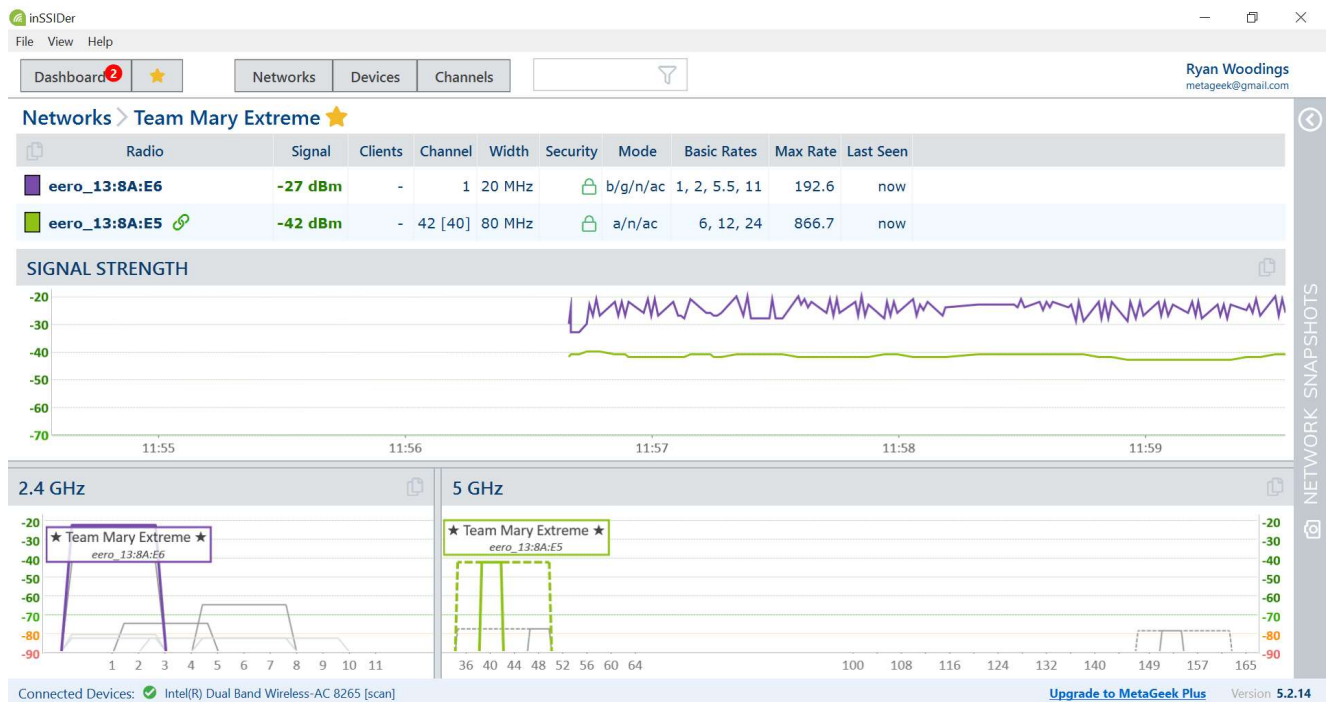 inSSIDer
File View Help
Dashboard 2 Networks Devices Channels
Ryan Woodings
metageek@gmail.com
Networks > Team Mary Extreme
Radio Signal Clients Channel Width Security Mode Basic Rates Max Rate Last Seen
eero_13:8A:E6 -27 dBm - 1 20 MHz b/g/n/ac 1, 2, 5.5, 11 192.6 now
eero_13:8A:E5 -42 dBm - 42 [40] 80 MHz a/n/ac 6, 12, 24 866.7 now
SIGNAL STRENGTH
-20
-30
-40
-50
-60
-70
11:55 11:56 11:57 11:58 11:59
NETWORK SNAPSHOTS
2.4 GHz
-20
-30
-40
-50
-60
-70
-80
-90
★ Team Mary Extreme ★
eero_13:8A:E6
1 2 3 4 5 6 7 8 9 10 11
5 GHz
★ Team Mary Extreme ★
eero_13:8A:E5
-20
-30
-40
-50
-60
-70
-80
-90
36 40 44 48 52 56 60 64 100 108 116 124 132 140 149 157 165
Connected Devices: Intel(R) Dual Band Wireless-AC 8265 [scan] Upgrade to MetaGeek Plus Version 5.2.14